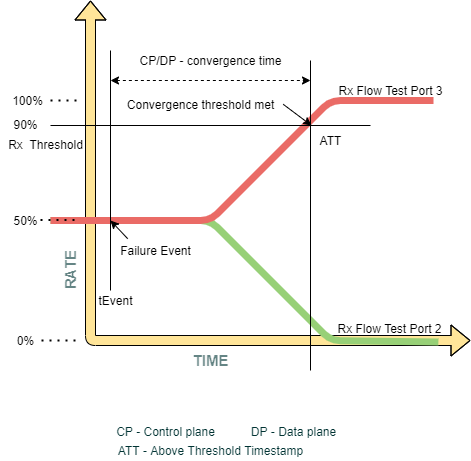 CP/DP - convergence time
Rx Flow Test Port 3
100%
Convergence threshold met
90%
Rx Threshold
ATT
50%
Failure Event
RATE
tEvent
Rx Flow Test Port 2
0%
TIME
CP - Control plane DP - Data plane
ATT - Above Threshold Timestamp